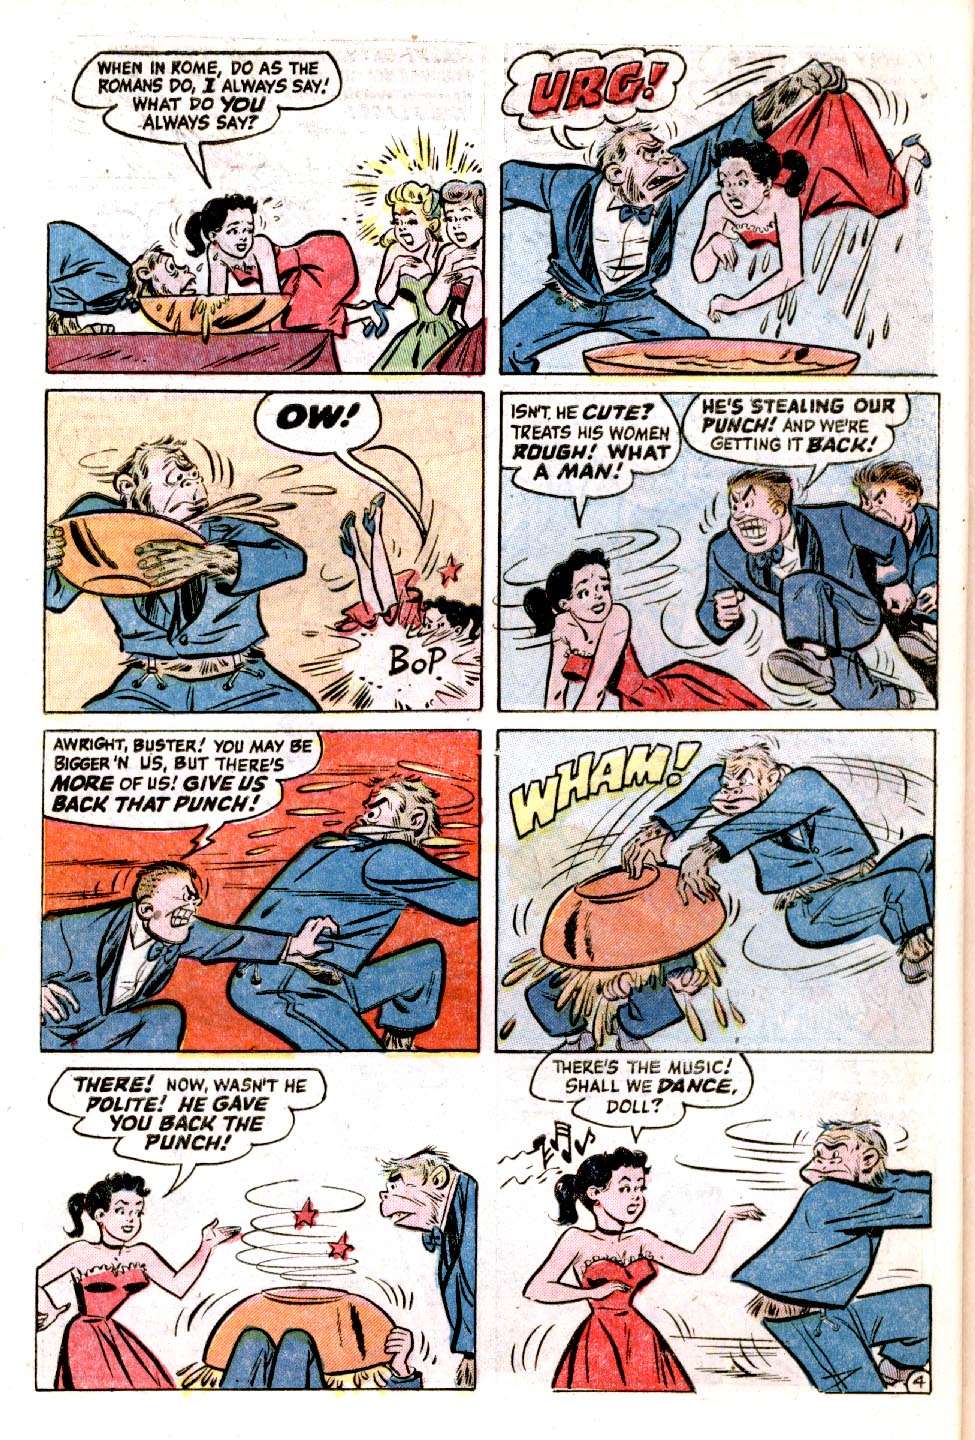 WHEN IN ROME, DO AS THE
ROMANS DO, I ALWAYS SAY!
WHAT DO YOU
ALWAYS SAY?
URG!
OW!
BOP
ISN'T HE CUTE?
TREATS HIS WOMEN
ROUGH! WHAT
A MAN!
HE'S STEALING OUR
PUNCH! AND WE'RE
GETTING IT BACK!
AWRIGHT, BUSTER! YOU MAY BE
BIGGER'N US, BUT THERE'S
MORE OF US! GIVE US
BACK THAT PUNCH!
WHAM!
THERE! NOW, WASN'T HE
POLITE! HE GAVE
YOU BACK THE
PUNCH!
THERE'S THE MUSIC!
SHALL WE DANCE,
DOLL?
4